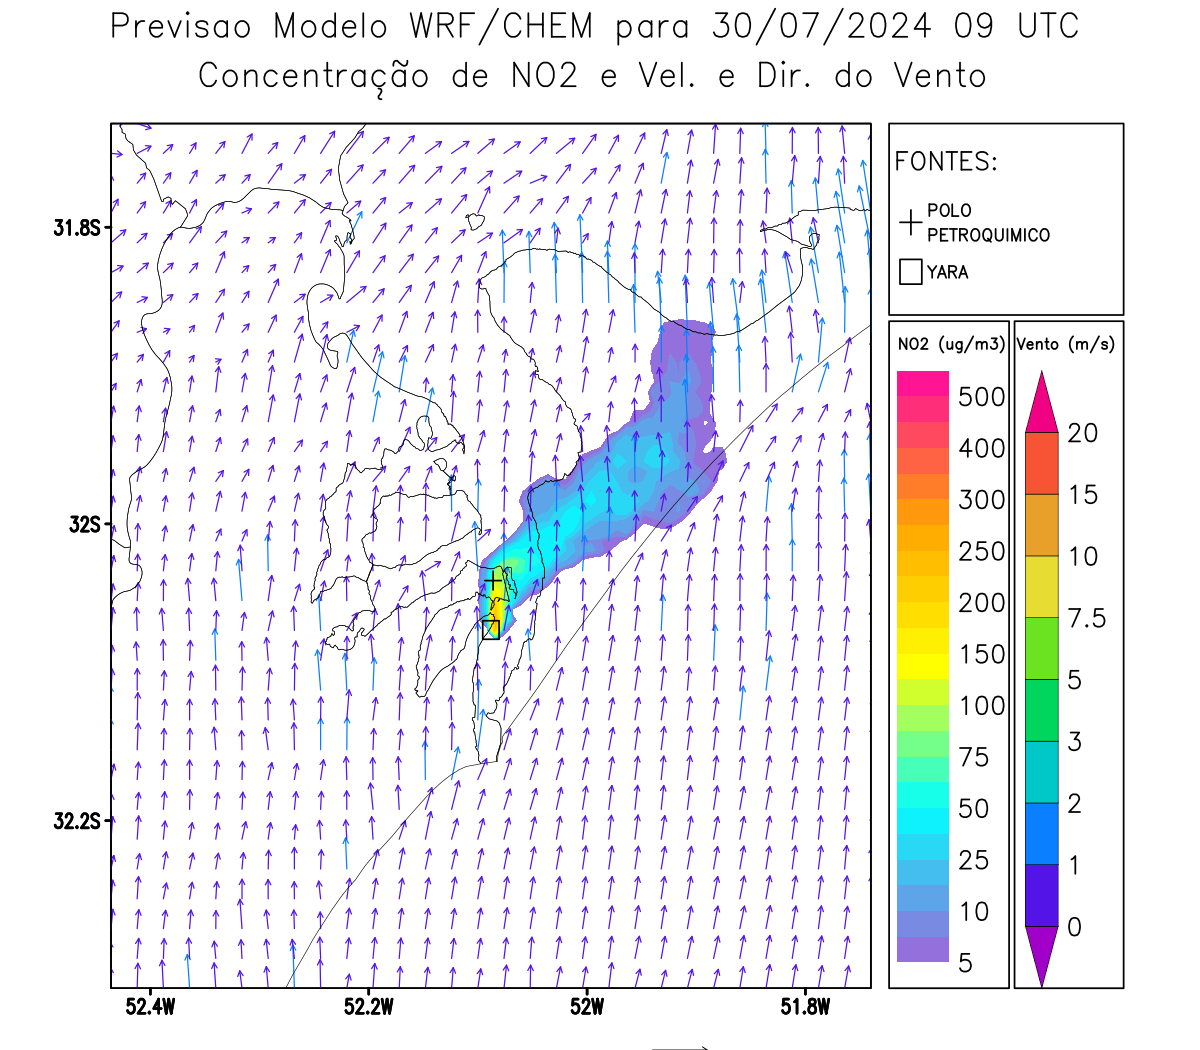 Previsao Modelo WRF/CHEM para 30/07/2024 09 UTC
Concentração de NO2 e Vel. e Dir. do Vento
FONTES:
POLO
PETROQUIMICO
YARA
NO2 (ug/m3)
500
400
300
250
200
150
100
75
50
25
10
5
Vento (m/s)
20
15
10
7.5
5
3
2
1
0
31.8S
32S
32.2S
52.4W
52.2W
52W
51.8W